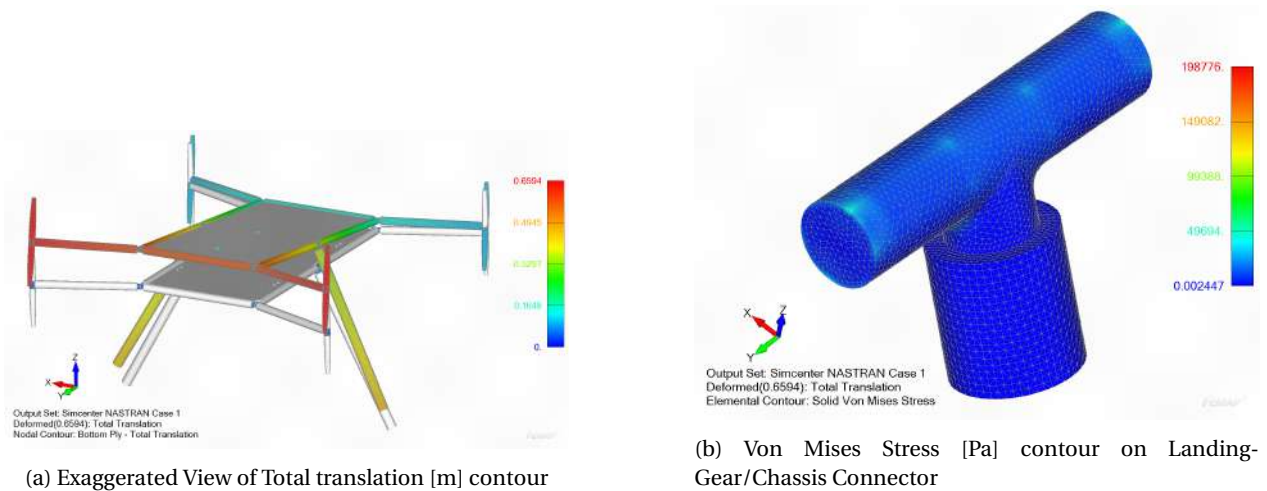 0.6594
0.4945
0.3297
0.1648
0.
Z
X
Y
Output Set: Simcenter NASTRAN Case 1
Deformed(0.6594): Total Translation
Nodal Contour: Bottom Ply - Total Translation
(a) Exaggerated View of Total translation [m] contour
198776.
149082.
99388.
49694.
0.002447
X
Z
Y
Output Set: Simcenter NASTRAN Case 1
Deformed(0.6594): Total Translation
Elemental Contour: Solid Von Mises Stress
(b) Von Mises Stress [Pa] contour on Landing-
Gear/Chassis Connector